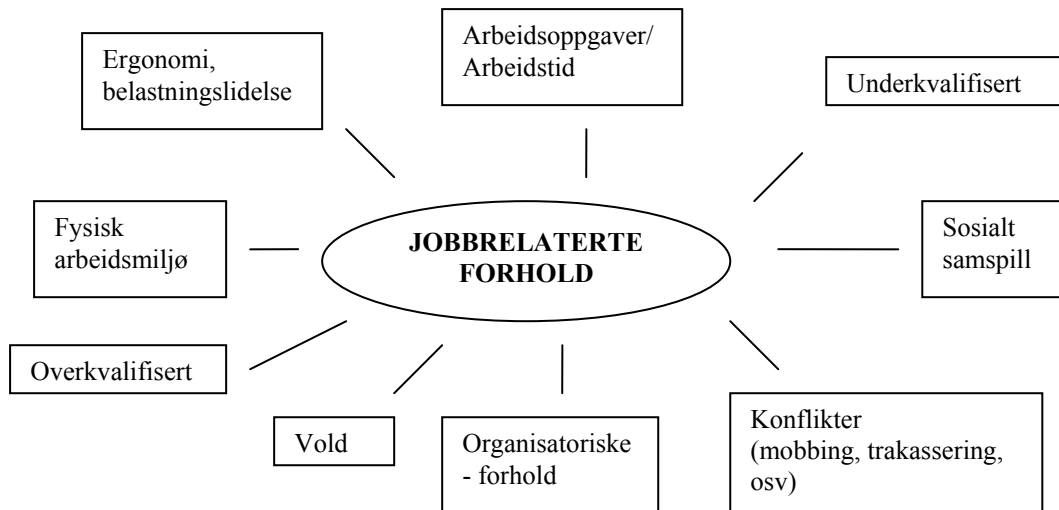 Arbeidsoppgaver/
Arbeidstid
Ergonomi,
belastningslidelse
Underkvalifisert
Fysisk
arbeidsmiljø
JOBBRELATERTE
FORHOLD
Sosialt
samspill
Overkvalifisert
Vold
Organisatoriske
- forhold
Konflikter
(mobbing, trakassering,
osv)